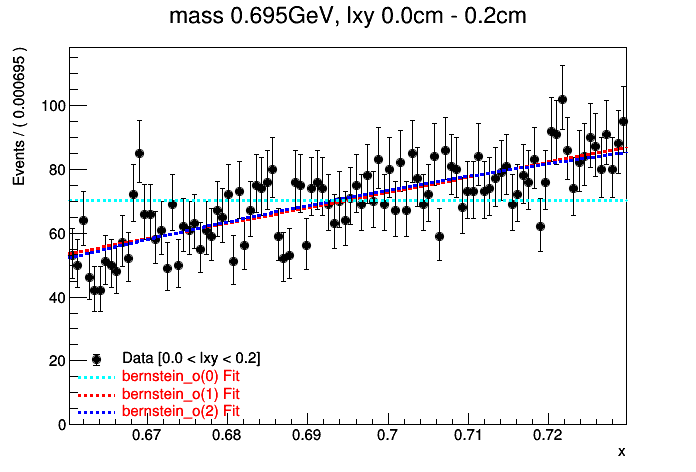 mass 0.695GeV, lxy 0.0cm - 0.2cm
Events / ( 0.000695 )
100
80
60
40
20
0
Data [0.0 < lxy < 0.2]
bernstein_o(0) Fit
bernstein_o(1) Fit
bernstein_o(2) Fit
0.67 0.68 0.69 0.7 0.71 0.72
x